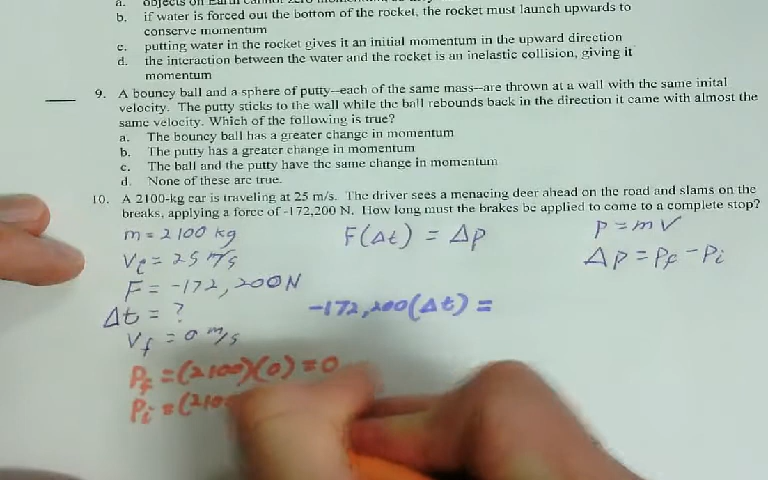 a. objects on Earth cannot
b. if water is forced out the bottom of the rocket, the rocket must launch upwards to
conserve momentum
c. putting water in the rocket gives it an initial momentum in the upward direction
d. the interaction between the water and the rocket is an inelastic collision, giving it
momentum
9. A bouncy ball and a sphere of putty--each of the same mass--are thrown at a wall with the same inital
velocity. The putty sticks to the wall while the ball rebounds back in the direction it came with almost the
same velocity. Which of the following is true?
a. The bouncy ball has a greater change in momentum
b. The putty has a greater change in momentum
c. The ball and the putty have the same change in momentum
d. None of these are true.
10. A 2100-kg car is traveling at 25 m/s. The driver sees a menacing deer ahead on the road and slams on the
breaks, applying a force of -172,200 N. How long must the brakes be applied to come to a complete stop?
m = 2100 kg F(Δt) = Δp p = mv
Vi = 25 m/s Δp = Pf - Pi
F = -172,200N
Δt = ? -172,200(Δt) =
Vf = 0 m/s
Pf = (2100)(0) = 0
Pi = (210